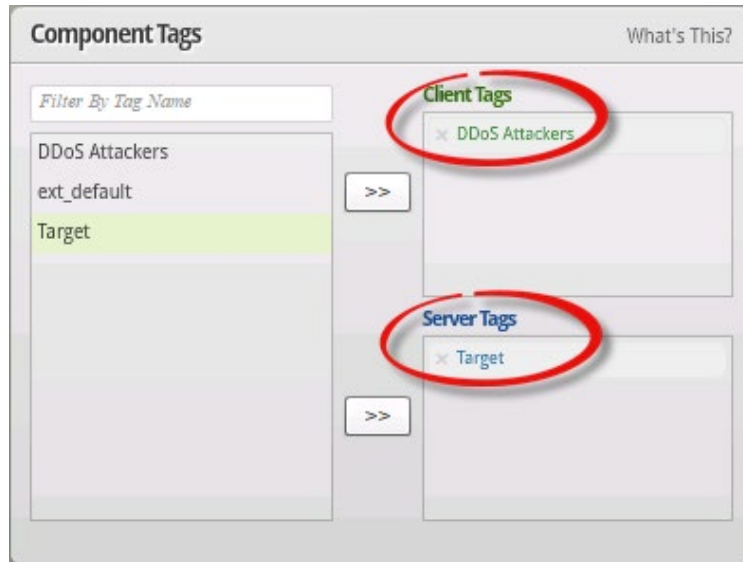 Component Tags
What's This?
Filter By Tag Name
DDoS Attackers
ext_default
Target
>>
>>
Client Tags
× DDoS Attackers
Server Tags
× Target